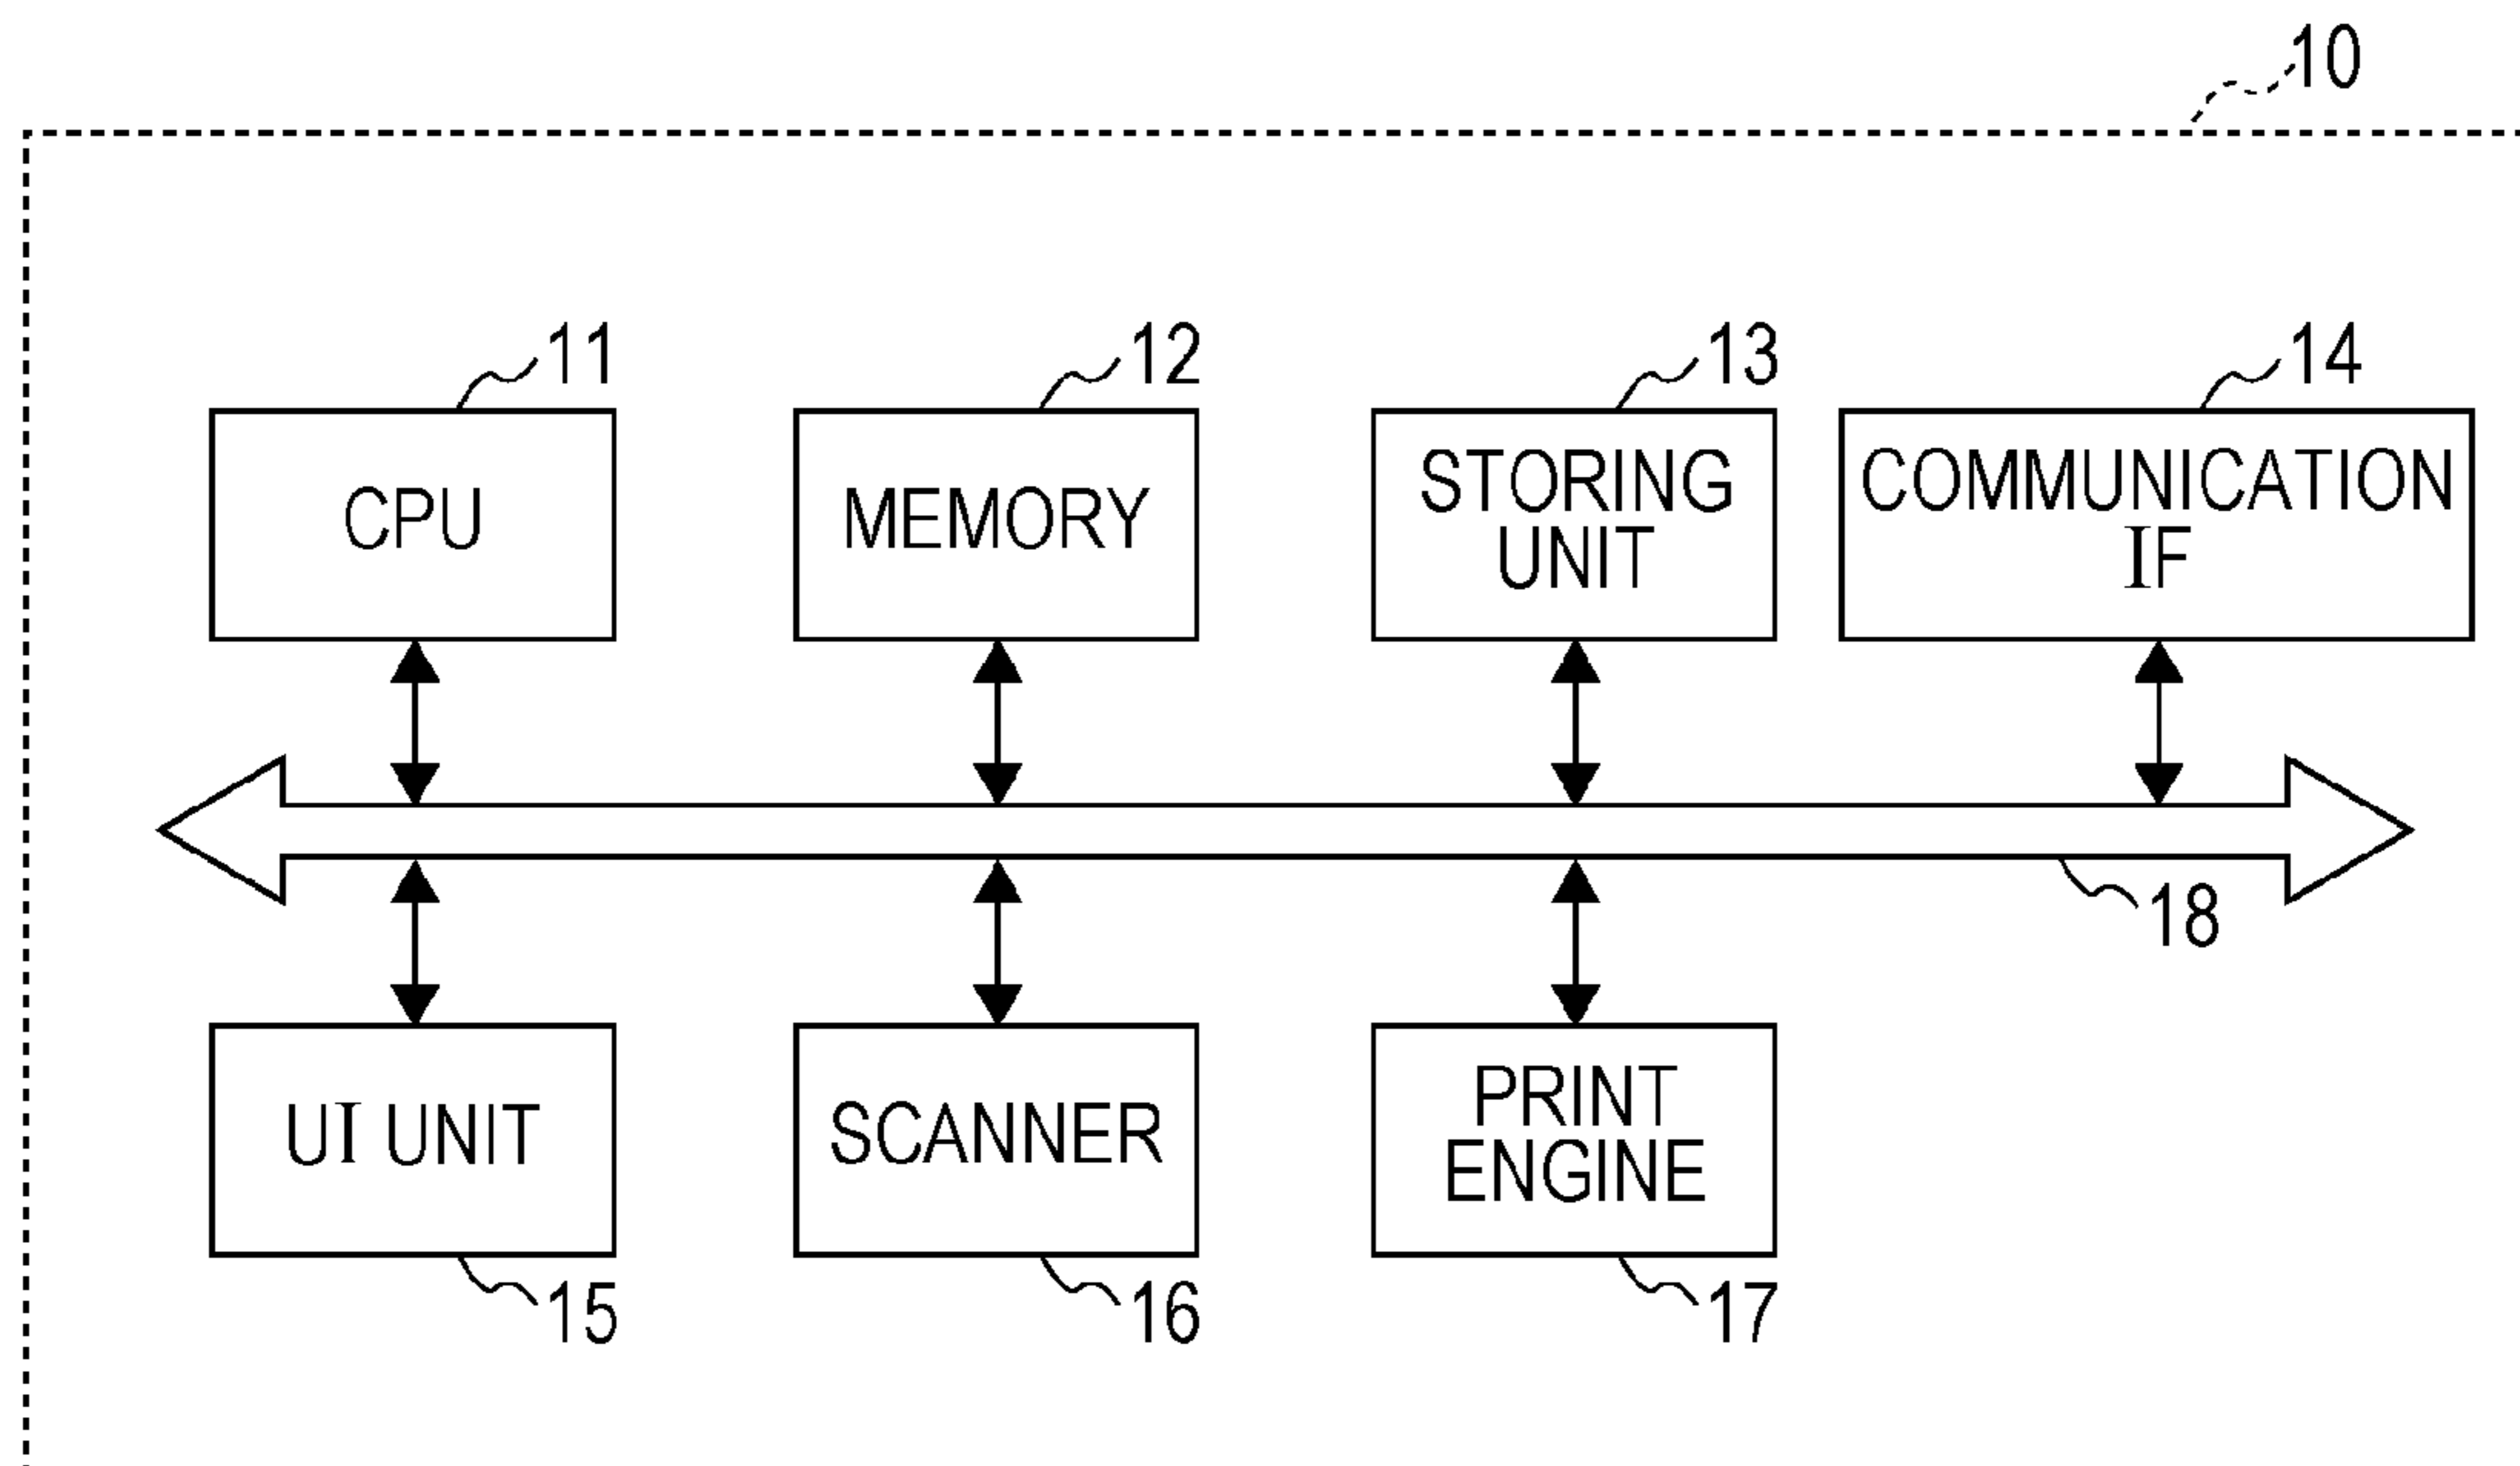 10
11
12
13
14
CPU
MEMORY
STORING
UNIT
COMMUNICATION
IF
18
UI UNIT
SCANNER
PRINT
ENGINE
15
16
17